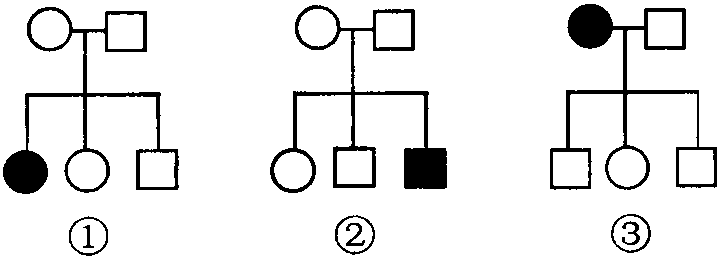 ① ② ③